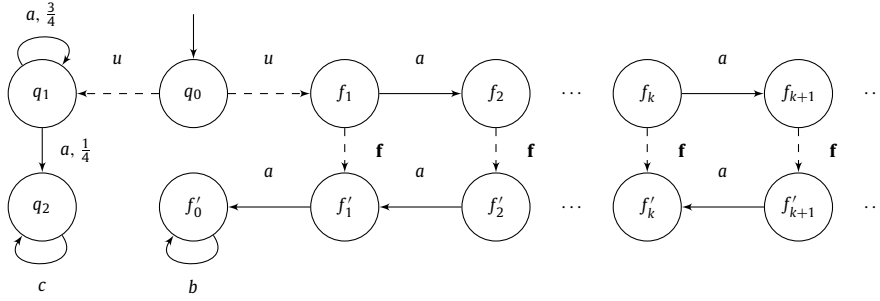 a, 3/4
u u a a
q1 q0 f1 f2 ··· fk fk+1 ··
a, 1/4 f f f f
a a a
q2 f′0 f′1 f′2 ··· f′k f′k+1 ··
c b